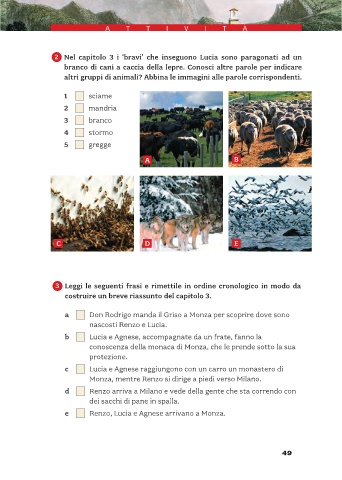 ATTIVITÀ
2 Nel capitolo 3 i 'bravi' che inseguono Lucia sono paragonati ad un
branco di cani a caccia della lepre. Conosci altre parole per indicare
altri gruppi di animali? Abbina le immagini alle parole corrispondenti.
1 sciame
2 mandria
3 branco
4 stormo
5 gregge
A
B
C
D
E
3 Leggi le seguenti frasi e rimettile in ordine cronologico in modo da
costruire un breve riassunto del capitolo 3.
a Don Rodrigo manda il Griso a Monza per scoprire dove sono
nascosti Renzo e Lucia.
b Lucia e Agnese, accompagnate da un frate, fanno la
conoscenza della monaca di Monza, che le prende sotto la sua
protezione.
c Lucia e Agnese raggiungono con un carro un monastero di
Monza, mentre Renzo si dirige a piedi verso Milano.
d Renzo arriva a Milano e vede della gente che sta correndo con
dei sacchi di pane in spalla.
e Renzo, Lucia e Agnese arrivano a Monza.
49